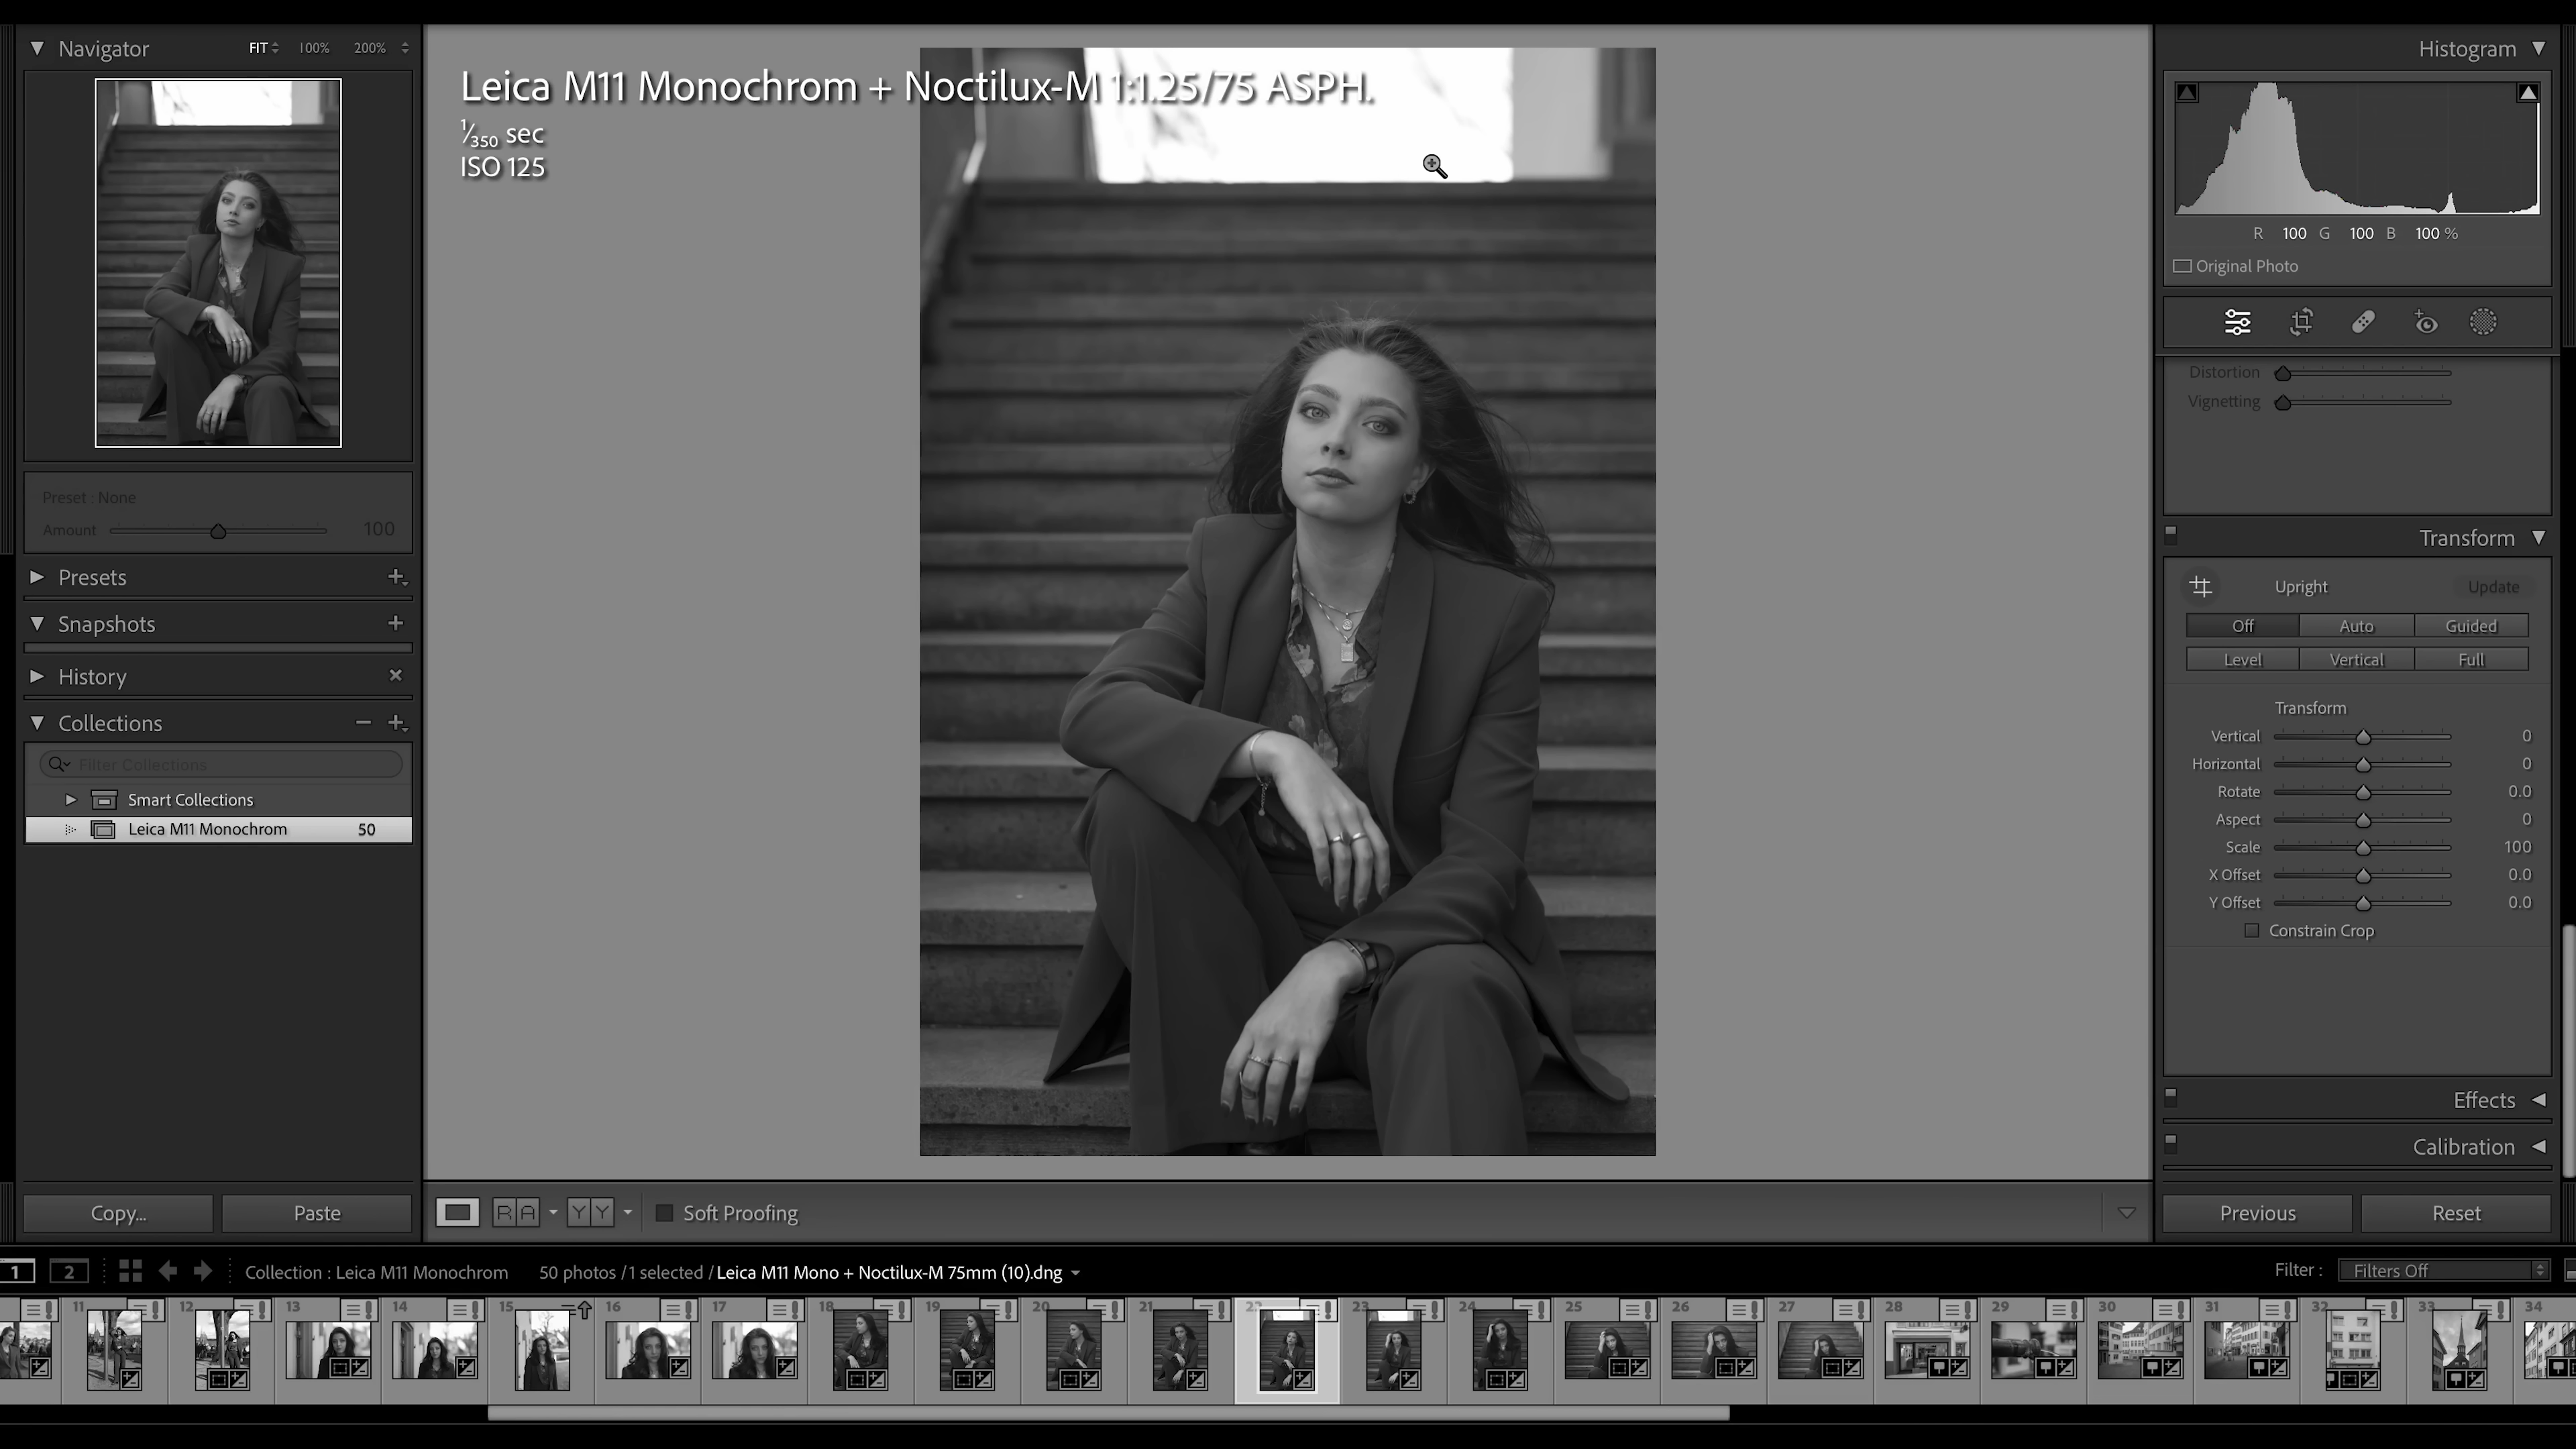 Navigator FIT 100% 200%
Leica M11 Monochrom + Noctilux-M 1:1.25/75 ASPH.
1/350 sec
ISO 125
Preset : None
Amount 100
Presets
Snapshots
History
Collections
Filter Collections
Smart Collections
Leica M11 Monochrom 50
Copy... Paste
RA YY Soft Proofing
Histogram
R 100 G 100 B 100 %
Original Photo
Distortion
Vignetting
Transform
Upright Update
Off Auto Guided
Level Vertical Full
Transform
Vertical 0
Horizontal 0
Rotate 0.0
Aspect 0
Scale 100
X Offset 0.0
Y Offset 0.0
Constrain Crop
Effects
Calibration
Previous Reset
1 2 Collection : Leica M11 Monochrom 50 photos / 1 selected / Leica M11 Mono + Noctilux-M 75mm (10).dng Filter : Filters Off
11 12 13 14 15 16 17 18 19 20 21 22 23 24 25 26 27 28 29 30 31 32 33 34